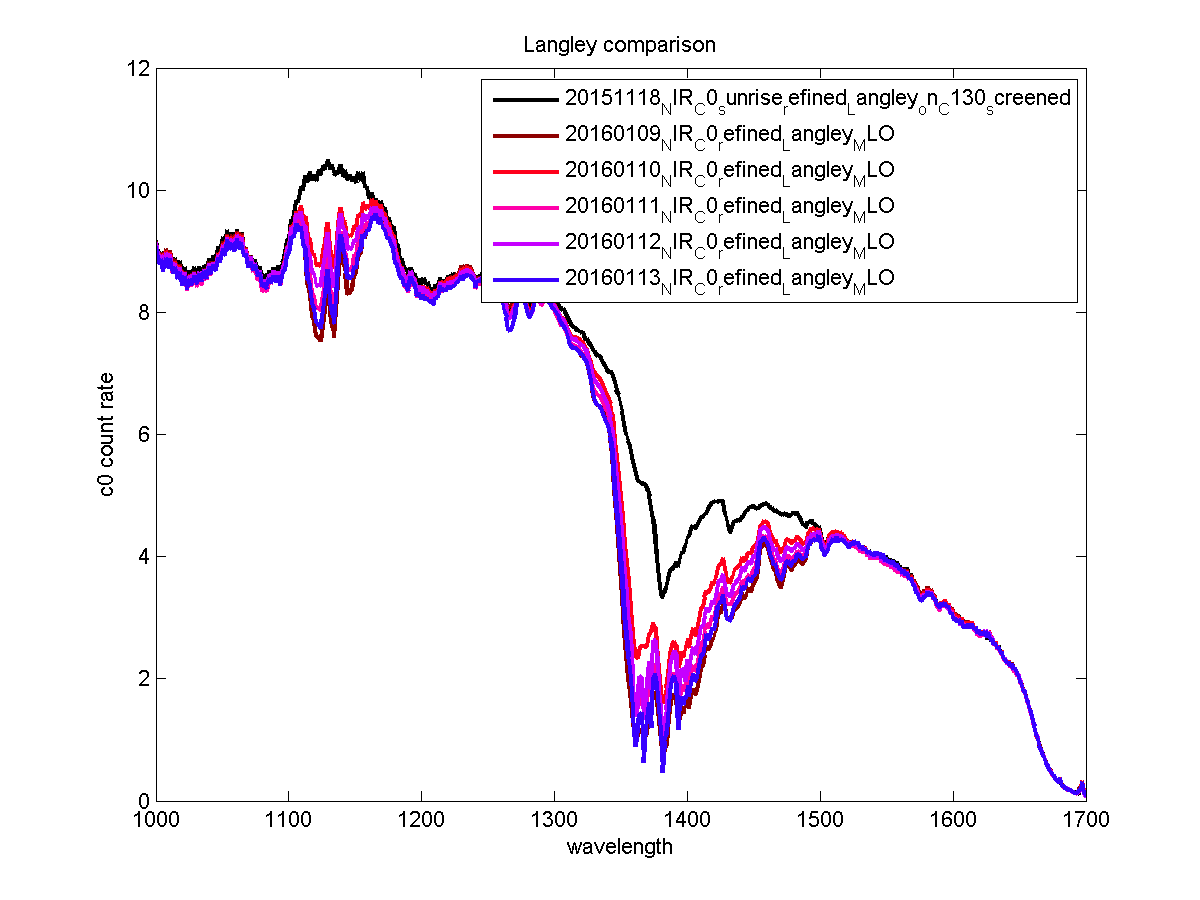 Langley comparison
12
10
8
6
4
2
0
c0 count rate
20151118NIRC0sunriserefinedLangleyonC130screened
20160109NIRC0refinedLangleyMLO
20160110NIRC0refinedLangleyMLO
20160111NIRC0refinedLangleyMLO
20160112NIRC0refinedLangleyMLO
20160113NIRC0refinedLangleyMLO
1000 1100 1200 1300 1400 1500 1600 1700
wavelength